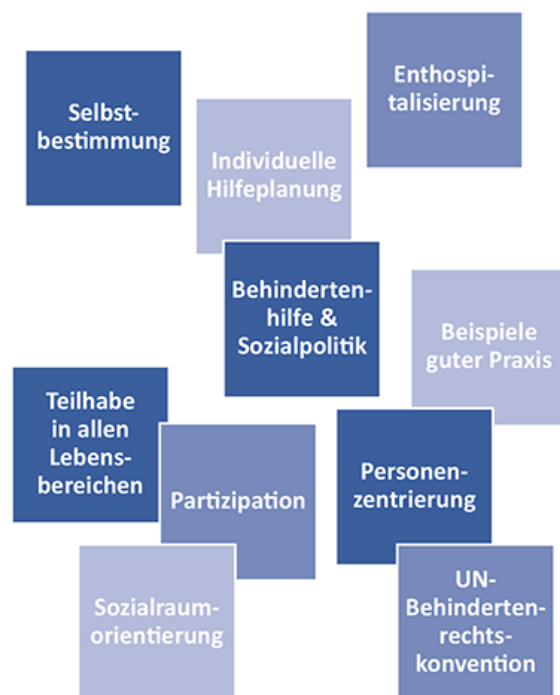 Enthospi-
talisierung
Selbst-
bestimmung
Individuelle
Hilfeplanung
Behinderten-
hilfe &
Sozialpolitik
Beispiele
guter Praxis
Teilhabe
in allen
Lebens-
bereichen
Partizipation
Personen-
zentrierung
Sozialraum-
orientierung
UN-
Behinderten-
rechts-
konvention